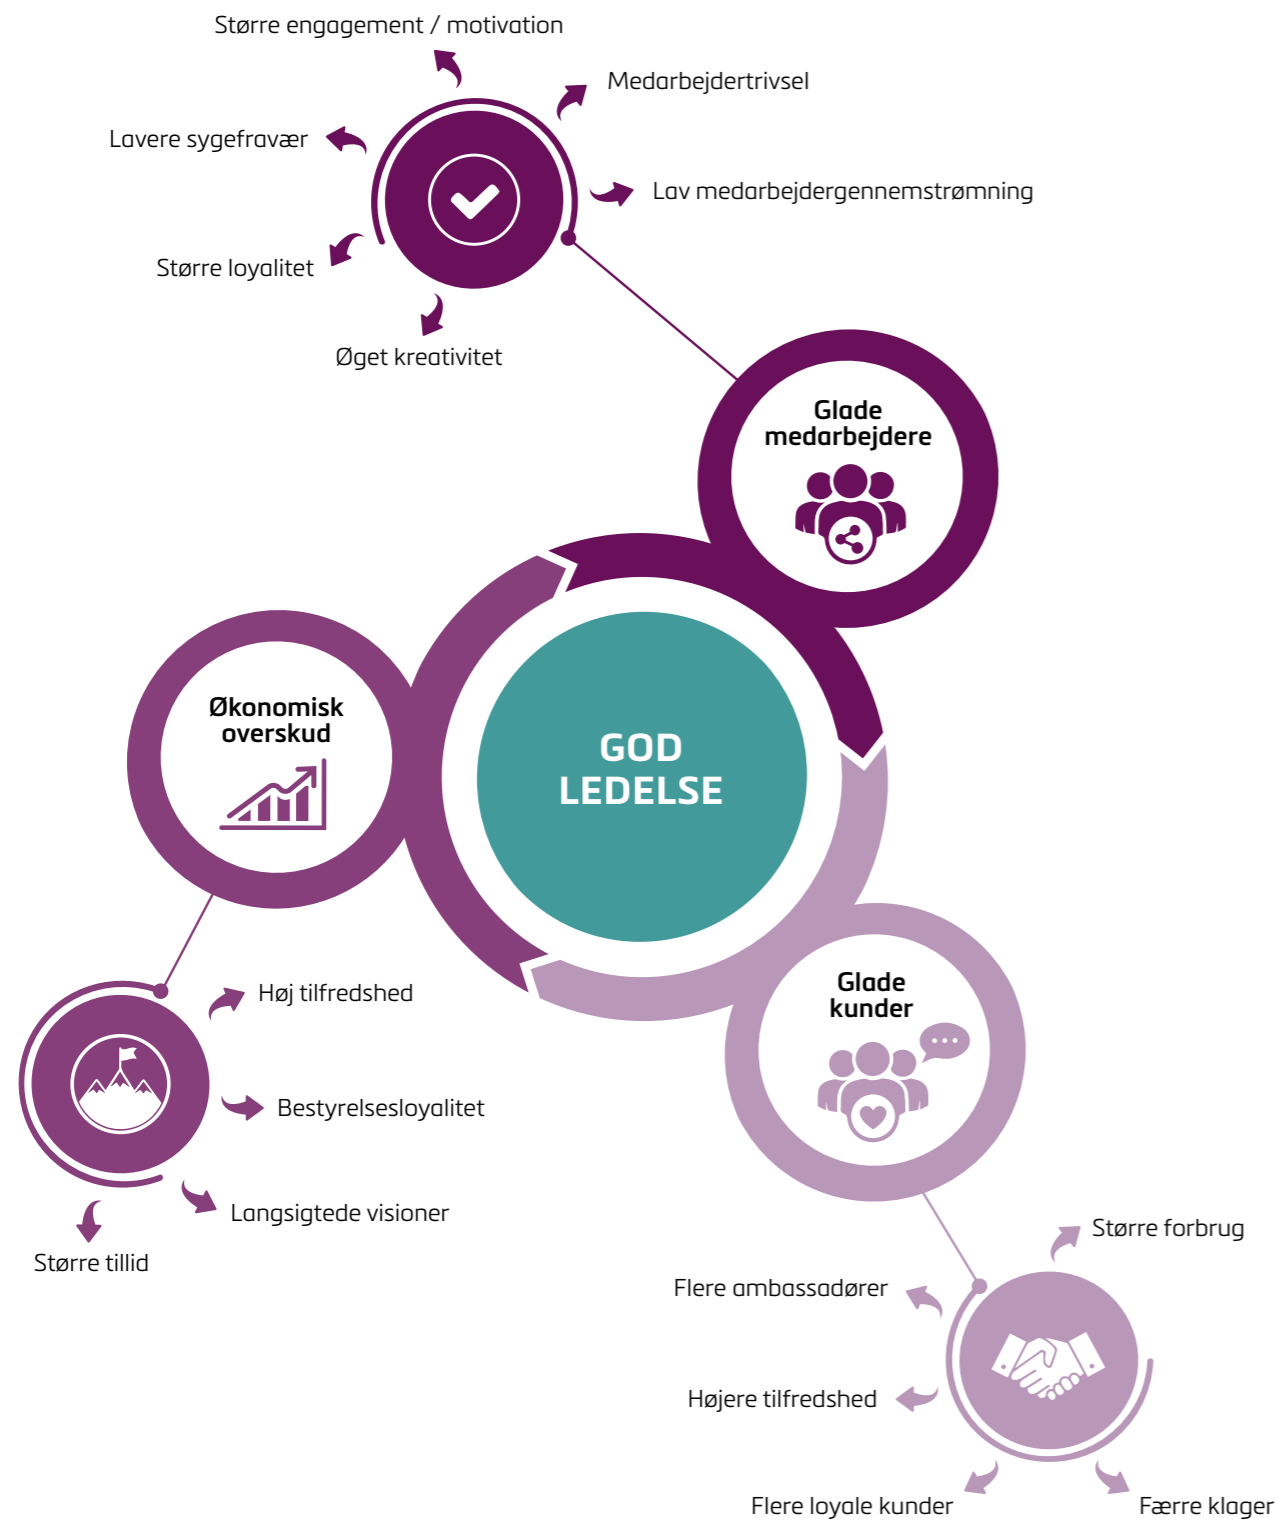 Større engagement / motivation
Medarbejdertrivsel
Lavere sygefravær
Lav medarbejdergennemstrømning
Større loyalitet
Øget kreativitet
Glade
medarbejdere
Økonomisk
overskud
GOD
LEDELSE
Glade
kunder
Høj tilfredshed
Bestyrelsesloyalitet
Langsigtede visioner
Større tillid
Større forbrug
Flere ambassadører
Højere tilfredshed
Flere loyale kunder
Færre klager